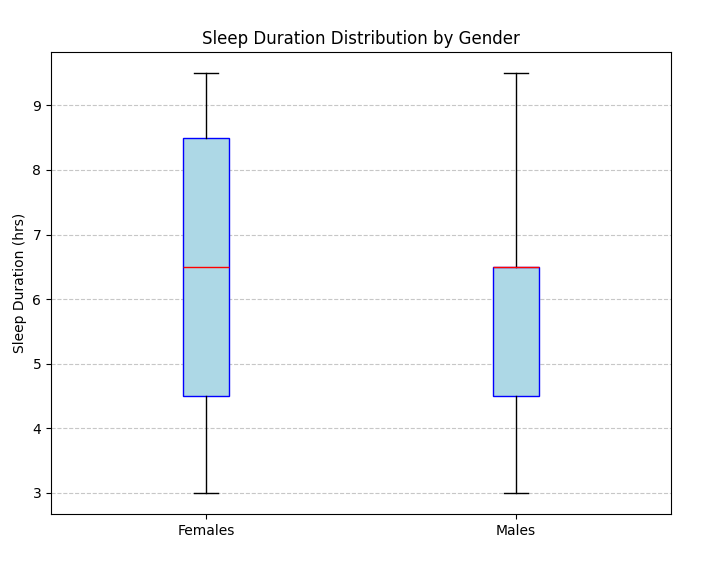 Sleep Duration Distribution by Gender
Sleep Duration (hrs)
9
8
7
6
5
4
3
Females
Males